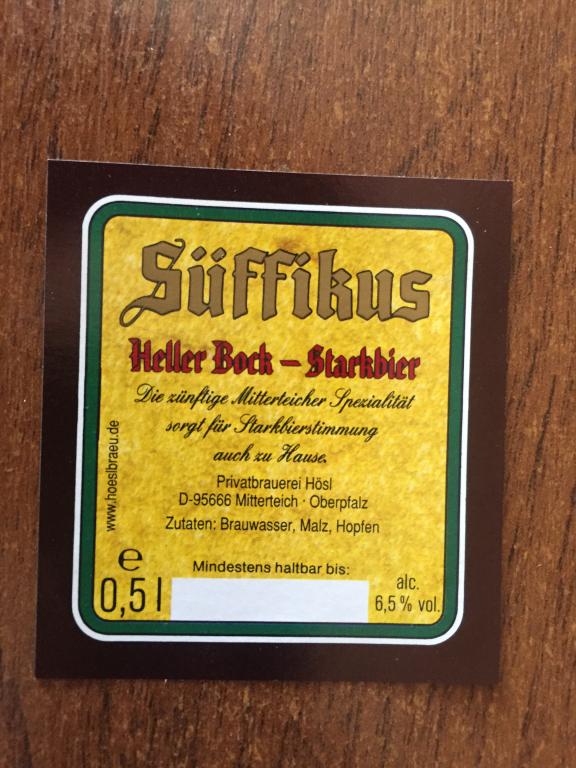 Süffikus
Heller Bock – Starkbier
Die zünftige Mitterteicher Spezialität
sorgt für Starkbierstimmung
auch zu Hause.
Privatbrauerei Hösl
D-95666 Mitterteich · Oberpfalz
Zutaten: Brauwasser, Malz, Hopfen
www.hoeslbraeu.de
Mindestens haltbar bis:
e
0,5 l
alc.
6,5 % vol.